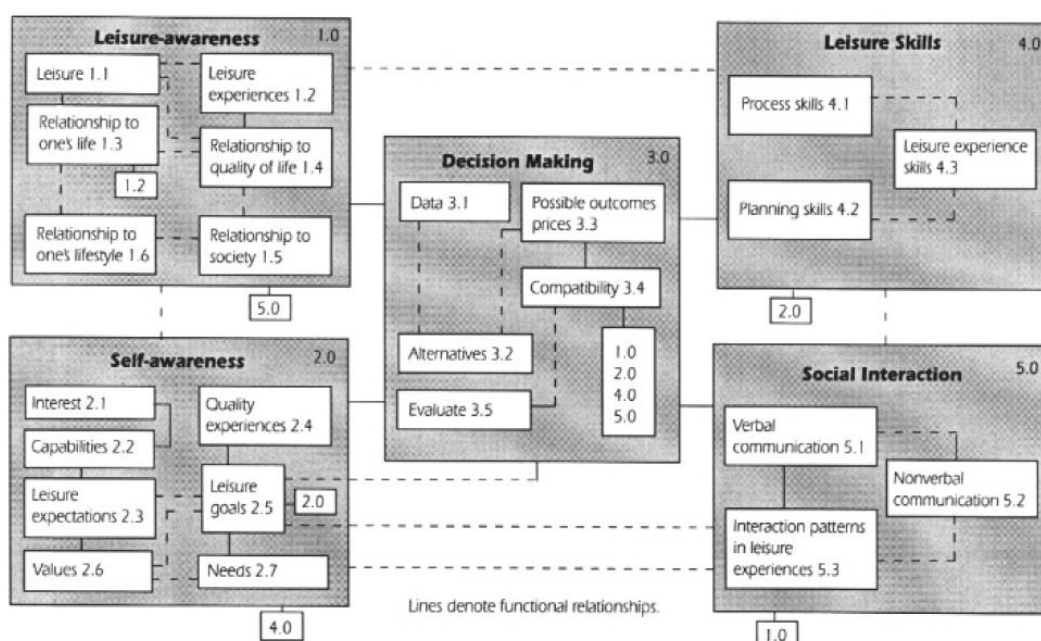 Leisure-awareness 1.0
Leisure 1.1
Leisure
experiences 1.2
Relationship to
one's life 1.3
Relationship to
quality of life 1.4
1.2
Relationship to
one's lifestyle 1.6
Relationship to
society 1.5
5.0
Self-awareness 2.0
Interest 2.1
Quality
experiences 2.4
Capabilities 2.2
Leisure
expectations 2.3
Leisure
goals 2.5
2.0
Values 2.6
Needs 2.7
4.0
Decision Making 3.0
Data 3.1
Possible outcomes
prices 3.3
Compatibility 3.4
Alternatives 3.2
1.0
2.0
4.0
5.0
Evaluate 3.5
Leisure Skills 4.0
Process skills 4.1
Leisure experience
skills 4.3
Planning skills 4.2
2.0
Social Interaction 5.0
Verbal
communication 5.1
Nonverbal
communication 5.2
Interaction patterns
in leisure
experiences 5.3
1.0
Lines denote functional relationships.